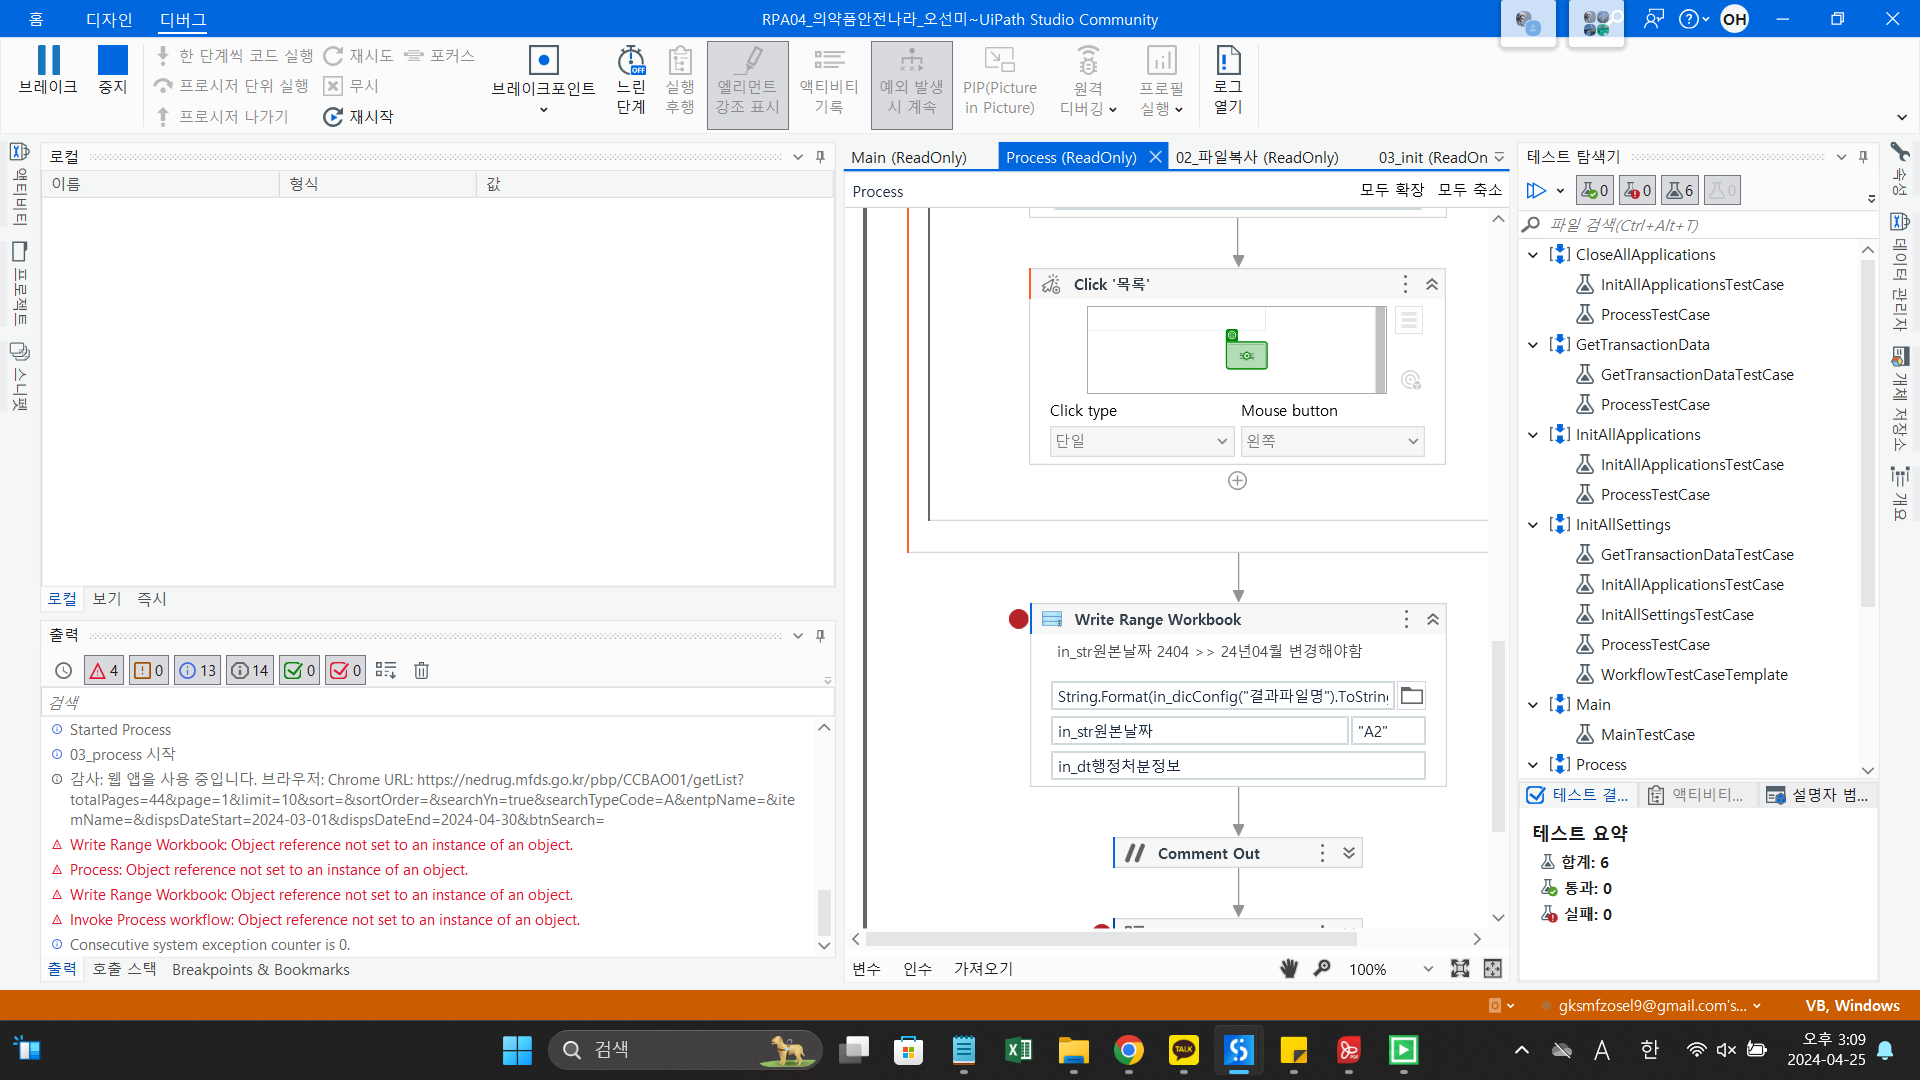 홈
디자인
디버그
RPA04_의약품안전나라_오선미~UiPath Studio Community
OH
브레이크
중지
한 단계씩 코드 실행
프로시저 단위 실행
프로시저 나가기
재시도
무시
재시작
포커스
브레이크포인트
OFF
느린
단계
실행
후행
엘리먼트
강조 표시
액티비티
기록
예외 발생
시 계속
PIP(Picture
in Picture)
원격
디버깅
프로필
실행
로그
열기
액티비티
프로젝트
스니펫
로컬
이름
형식
값
로컬
보기
즉시
출력
4
0
13
14
0
0
검색
Started Process
03_process 시작
감사: 웹 앱을 사용 중입니다. 브라우저: Chrome URL: https://nedrug.mfds.go.kr/pbp/CCBAO01/getList?
totalPages=44&page=1&limit=10&sort=&sortOrder=&searchYn=true&searchTypeCode=A&entpName=&ite
mName=&dispsDateStart=2024-03-01&dispsDateEnd=2024-04-30&btnSearch=
Write Range Workbook: Object reference not set to an instance of an object.
Process: Object reference not set to an instance of an object.
Write Range Workbook: Object reference not set to an instance of an object.
Invoke Process workflow: Object reference not set to an instance of an object.
Consecutive system exception counter is 0.
출력
호출 스택
Breakpoints & Bookmarks
Main (ReadOnly)
Process (ReadOnly)
02_파일복사 (ReadOnly)
03_init (ReadOn
Process
모두 확장
모두 축소
Click '목록'
Click type
Mouse button
단일
왼쪽
Write Range Workbook
in_str원본날짜 2404 >> 24년04월 변경해야함
String.Format(in_dicConfig("결과파일명").ToString
in_str원본날짜
"A2"
in_dt행정처분정보
Comment Out
변수
인수
가져오기
100%
테스트 탐색기
0
0
6
0
파일 검색(Ctrl+Alt+T)
CloseAllApplications
InitAllApplicationsTestCase
ProcessTestCase
GetTransactionData
GetTransactionDataTestCase
ProcessTestCase
InitAllApplications
InitAllApplicationsTestCase
ProcessTestCase
InitAllSettings
GetTransactionDataTestCase
InitAllApplicationsTestCase
InitAllSettingsTestCase
ProcessTestCase
WorkflowTestCaseTemplate
Main
MainTestCase
Process
테스트 결...
액티비티...
설명자 범...
테스트 요약
합계: 6
통과: 0
실패: 0
속성
데이터 관리자
개체 저장소
개요
gksmfzosel9@gmail.com's...
VB, Windows
검색
TALK
PDF
A
한
오후 3:09
2024-04-25